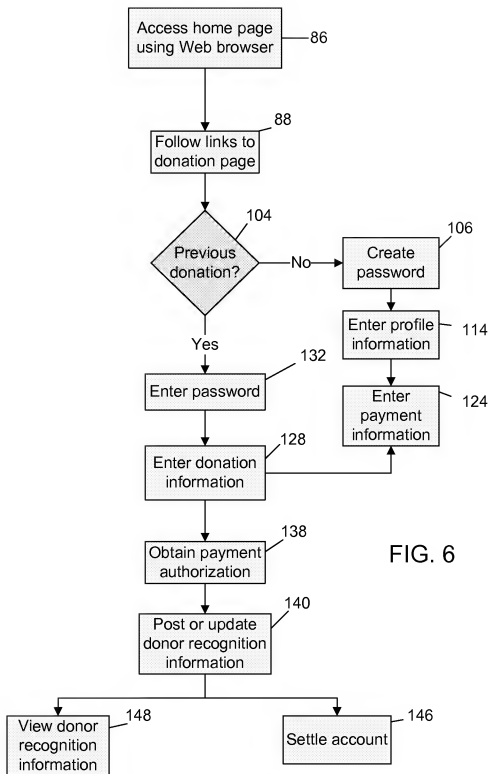 Access home page
using Web browser
86
88
Follow links to
donation page
104
Previous
donation?
No
106
Create
password
Enter profile
information
114
Yes
132
Enter password
Enter
payment
information
124
128
Enter donation
information
138
Obtain payment
authorization
FIG. 6
140
Post or update
donor recognition
information
148
View donor
recognition
information
146
Settle account